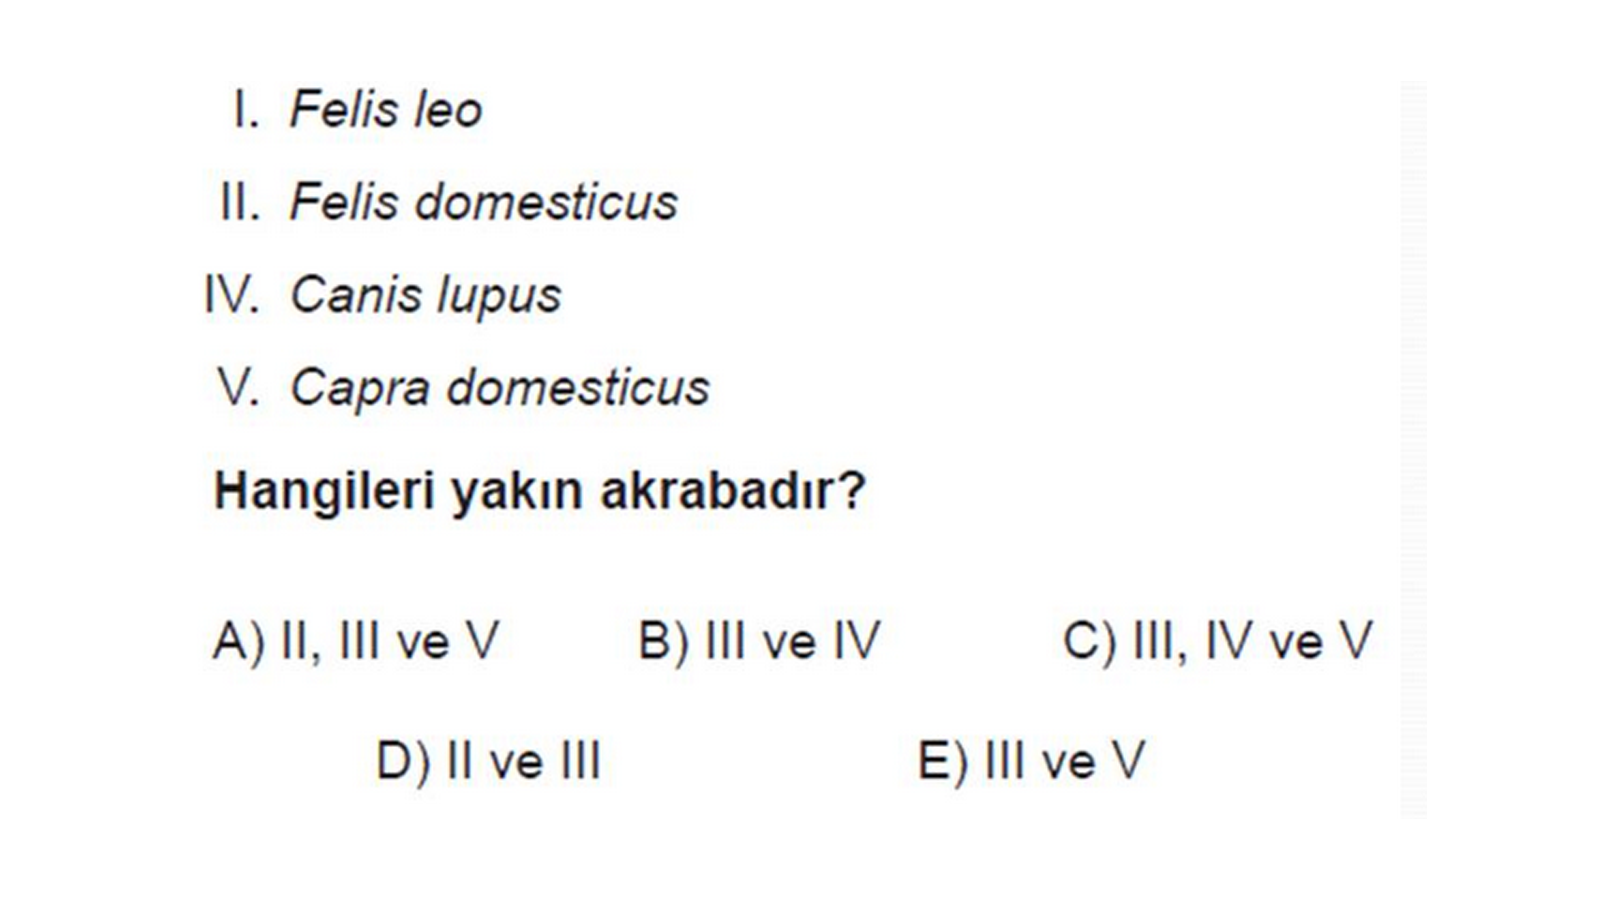 I. Felis leo
II. Felis domesticus
IV. Canis lupus
V. Capra domesticus
Hangileri yakın akrabadır?
A) II, III ve V B) III ve IV C) III, IV ve V
D) II ve III E) III ve V